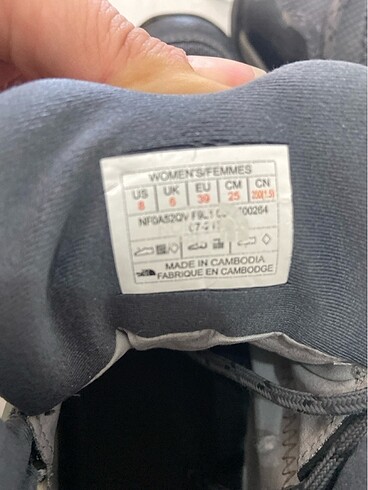 WOMEN'S/FEMMES
US UK EU CM CN
8 6 39 25 250(1.5)
NF0A52QV
MADE IN CAMBODIA
FABRIQUE EN CAMBODGE